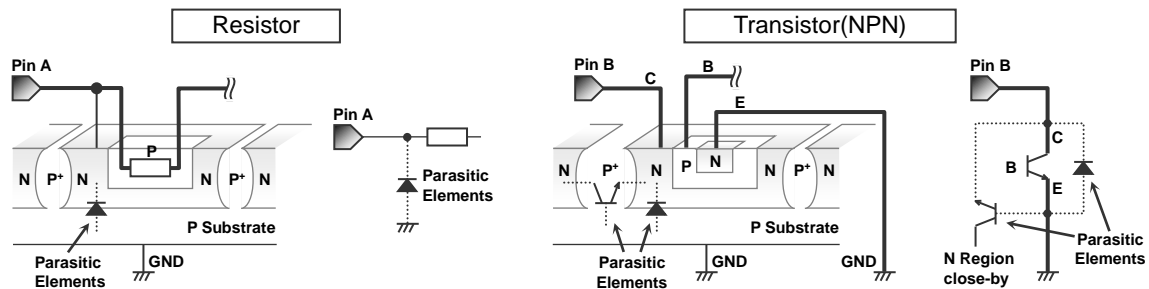 Resistor
Pin A
P
N P+ N N P+ N
P Substrate
Parasitic
Elements
GND
Pin A
Parasitic
Elements
Transistor(NPN)
Pin B
C
B
E
P
N
N P+ N N P+ N
P Substrate
Parasitic
Elements
GND
GND
Pin B
C
B
E
N Region
close-by
Parasitic
Elements